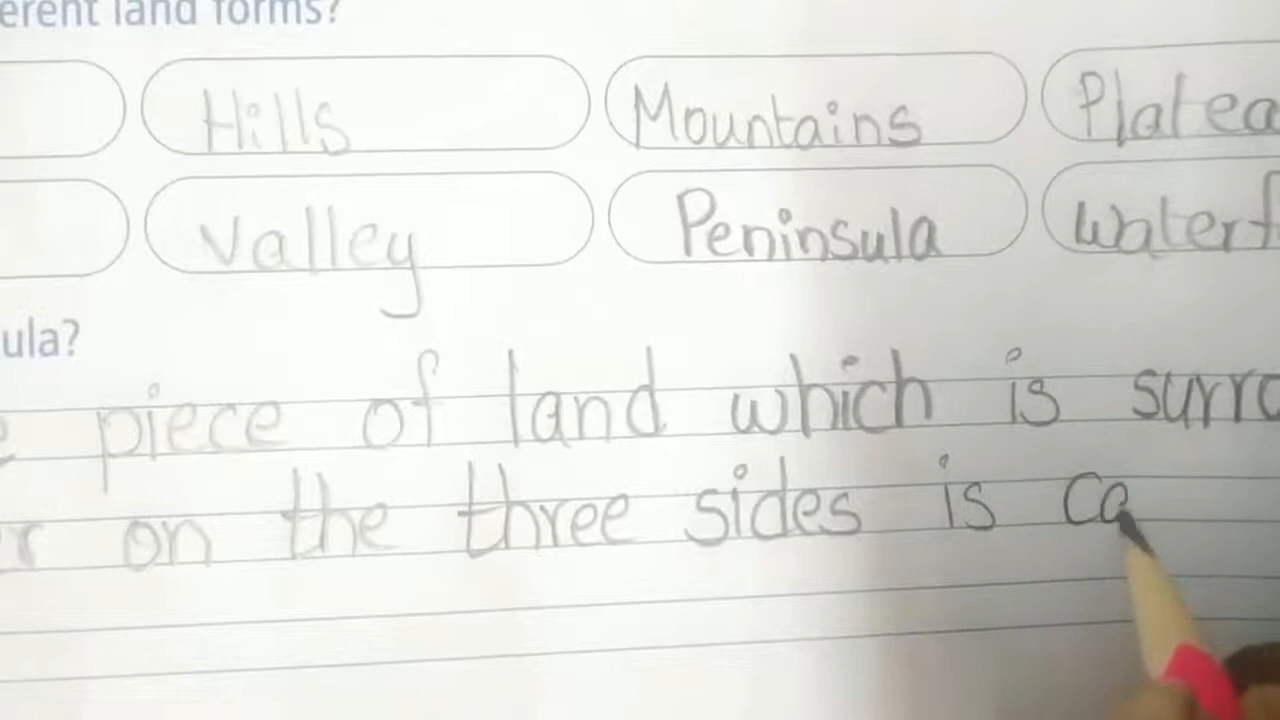 erent land forms?
Hills Mountains Platea
Valley Peninsula Waterf
ula?
e piece of land which is surro
r on the three sides is ca